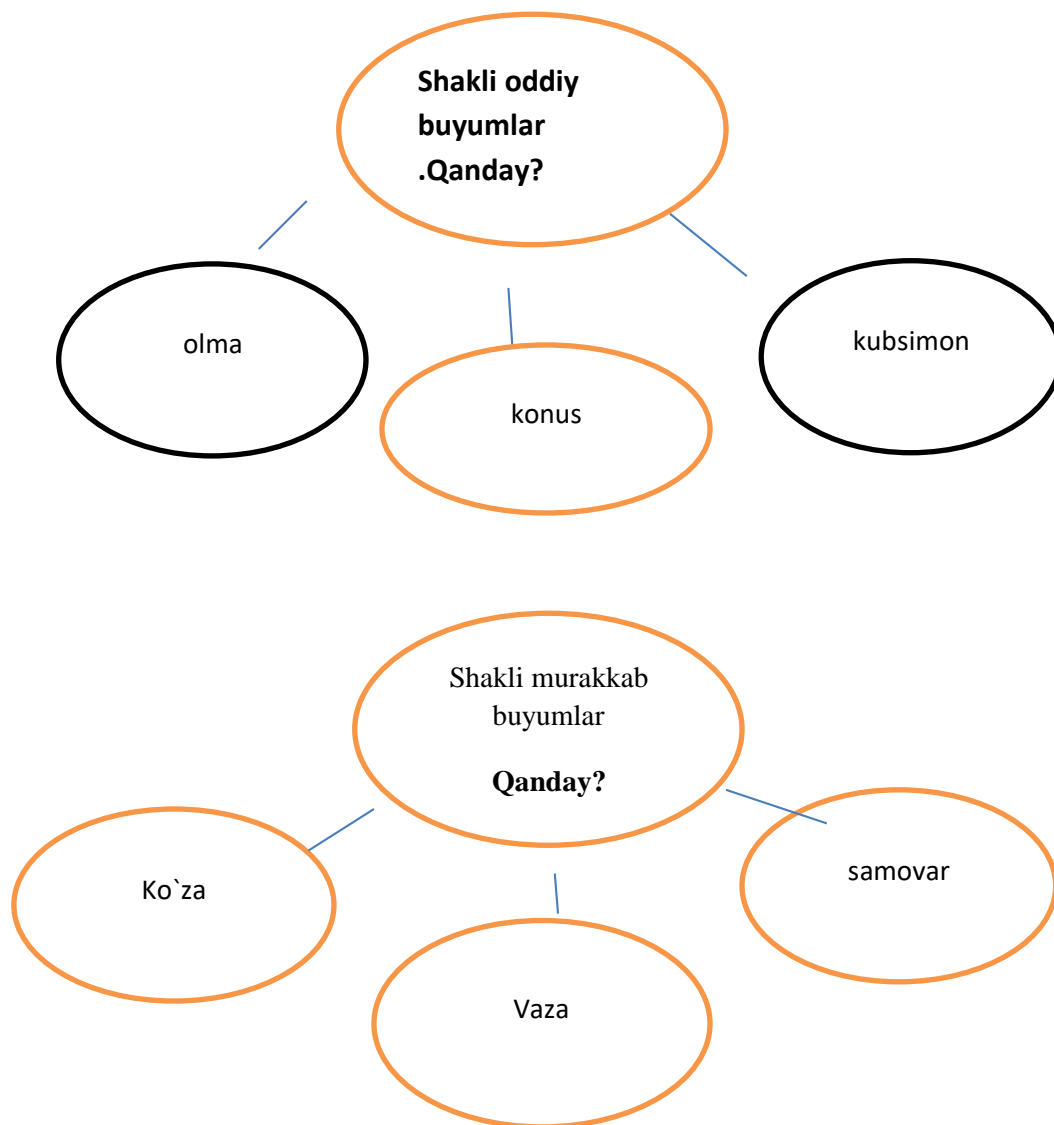 Shakli oddiy
buyumlar
.Qanday?
olma
kubsimon
konus
Shakli murakkab
buyumlar
Qanday?
Ko`za
samovar
Vaza